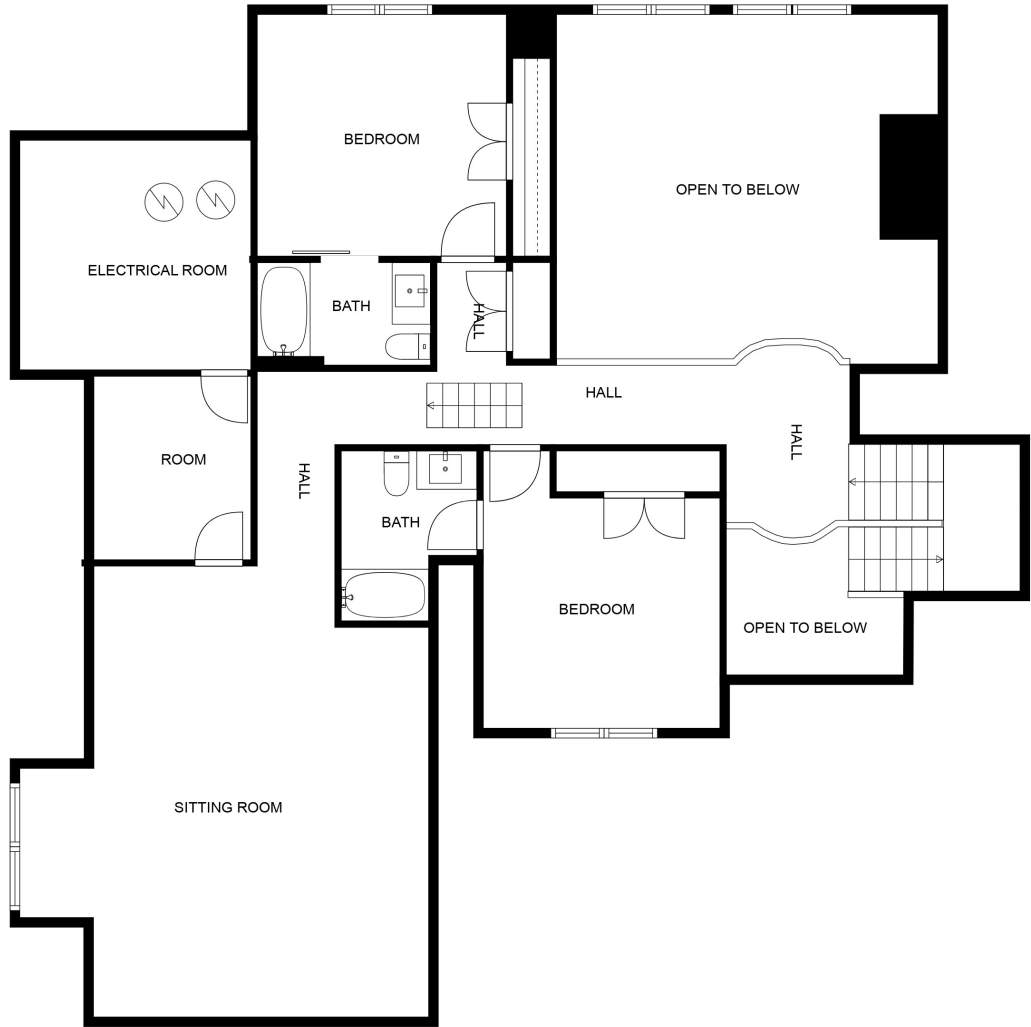 BEDROOM
OPEN TO BELOW
ELECTRICAL ROOM
BATH
HALL
HALL
HALL
ROOM
HALL
BATH
BEDROOM
OPEN TO BELOW
SITTING ROOM